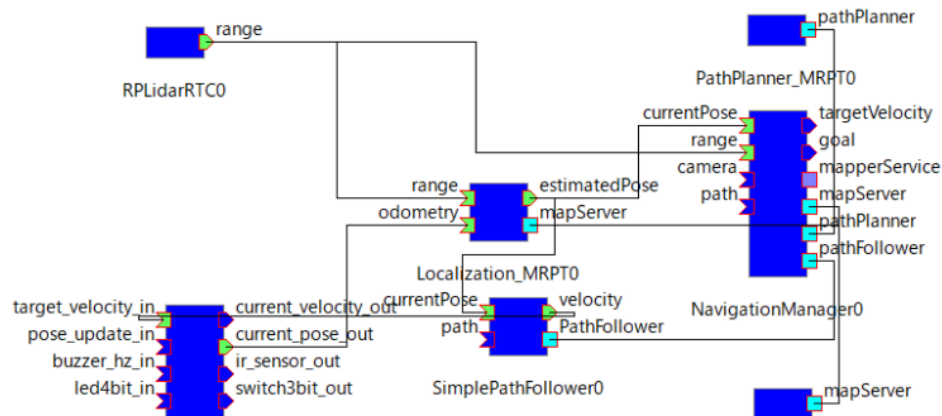 range
RPLidarRTC0
pathPlanner
PathPlanner_MRPT0
currentPose
range
camera
path
targetVelocity
goal
mapperService
mapServer
pathPlanner
pathFollower
NavigationManager0
range
odometry
estimatedPose
mapServer
Localization_MRPT0
currentPose
path
velocity
PathFollower
SimplePathFollower0
target_velocity_in
pose_update_in
buzzer_hz_in
led4bit_in
current_velocity_out
current_pose_out
ir_sensor_out
switch3bit_out
mapServer